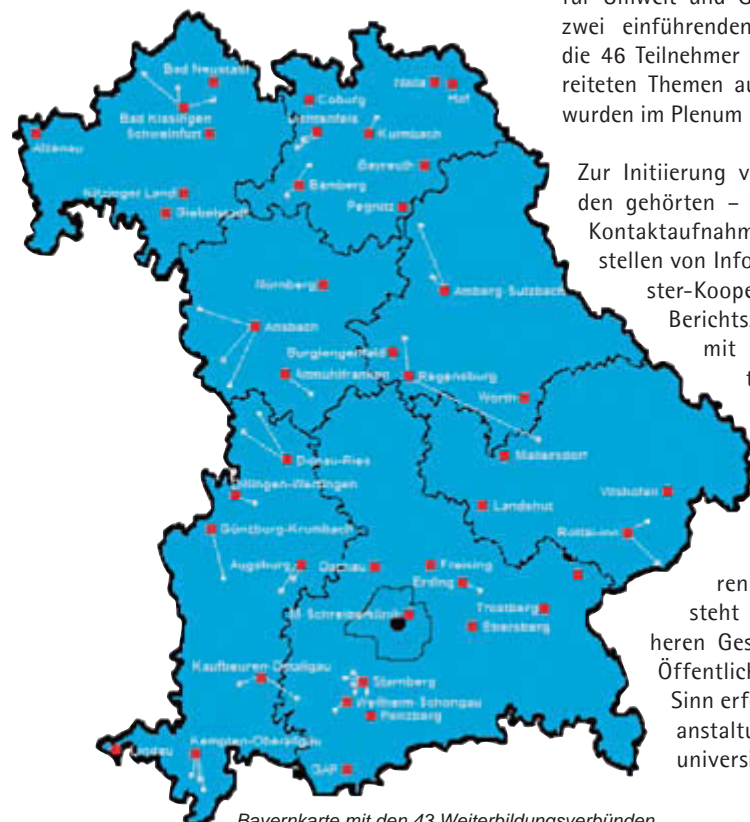 für Umwelt und G
zwei einführenden
die 46 Teilnehmer
reiteten Themen au
wurden im Plenum
Zur Initiierung v
den gehörten –
Kontaktaufnahm
stellen von Info
ster-Koope
Berichtsz
mit
t
ren
steht
heren Ges
Öffentlich
Sinn erf
anstaltu
universi
Bad Neustadt
Bad Kissingen
Schweinfurt
Alzenau
Kitzinger Land
Giebelstadt
Coburg
Lichtenfels
Naila
Hof
Kulmbach
Bayreuth
Bamberg
Pegnitz
Nürnberg
Ansbach
Altmühlfranken
Amberg-Sulzbach
Burglengenfeld
Regensburg
Wörth
Mallersdorf
Landshut
Vilshofen
Rottal-Inn
Donau-Ries
Dillingen-Wertingen
Günzburg-Krumbach
Augsburg
Dachau
Freising
Erding
Trostberg
Ebersberg
Schreiberklinik
Kaufbeuren-Ostallgäu
Starnberg
Weilheim-Schongau
Penzberg
Lindau
Kempten-Oberallgäu
GAP
Bayernkarte mit den 43 Weiterbildungsverbünden